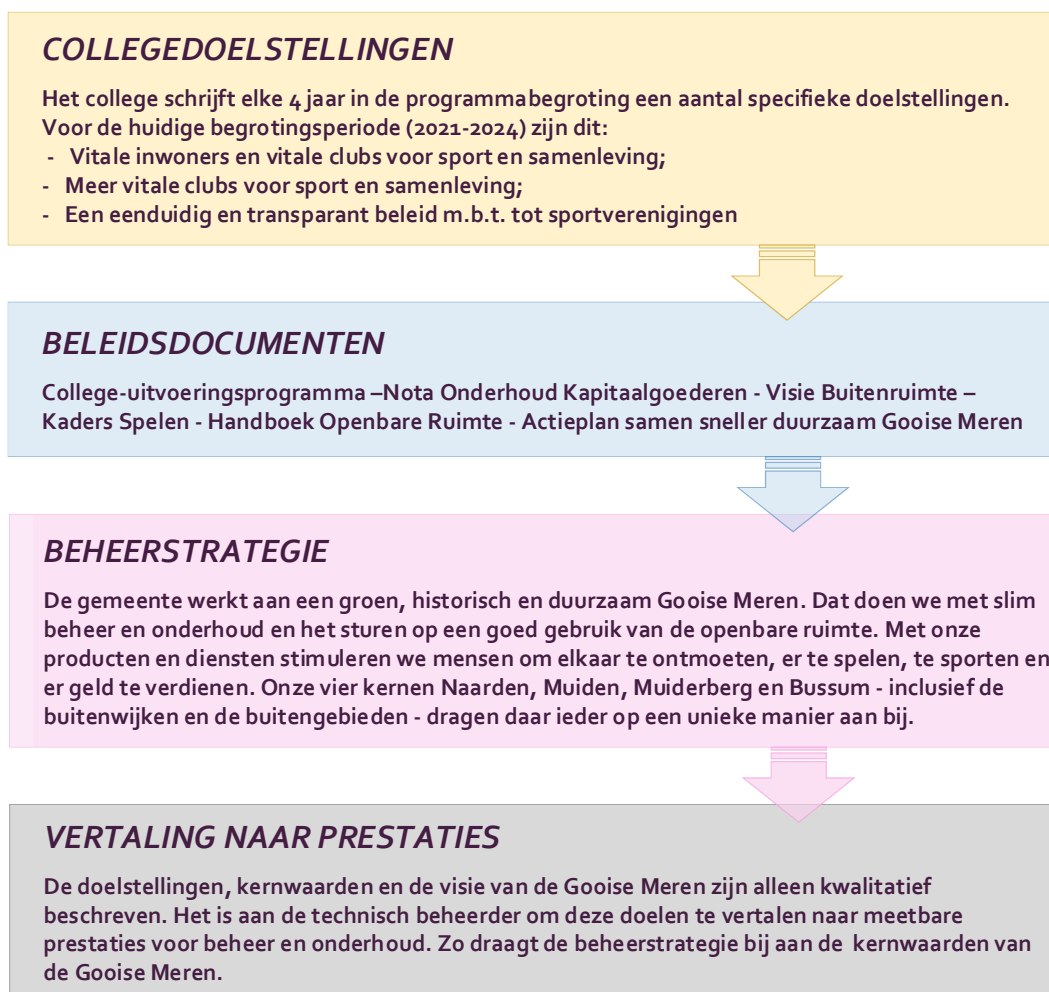 COLLEGEDOELSTELLINGEN
Het college schrijft elke 4 jaar in de programmabegroting een aantal specifieke doelstellingen.
Voor de huidige begrotingsperiode (2021-2024) zijn dit:
- Vitale inwoners en vitale clubs voor sport en samenleving;
- Meer vitale clubs voor sport en samenleving;
- Een eenduidig en transparant beleid m.b.t. tot sportverenigingen
BELEIDSDOCUMENTEN
College-uitvoeringsprogramma –Nota Onderhoud Kapitaalgoederen - Visie Buitenruimte –
Kaders Spelen - Handboek Openbare Ruimte - Actieplan samen sneller duurzaam Gooise Meren
BEHEERSTRATEGIE
De gemeente werkt aan een groen, historisch en duurzaam Gooise Meren. Dat doen we met slim
beheer en onderhoud en het sturen op een goed gebruik van de openbare ruimte. Met onze
producten en diensten stimuleren we mensen om elkaar te ontmoeten, er te spelen, te sporten en
er geld te verdienen. Onze vier kernen Naarden, Muiden, Muiderberg en Bussum - inclusief de
buitenwijken en de buitengebieden - dragen daar ieder op een unieke manier aan bij.
VERTALING NAAR PRESTATIES
De doelstellingen, kernwaarden en de visie van de Gooise Meren zijn alleen kwalitatief
beschreven. Het is aan de technisch beheerder om deze doelen te vertalen naar meetbare
prestaties voor beheer en onderhoud. Zo draagt de beheerstrategie bij aan de kernwaarden van
de Gooise Meren.